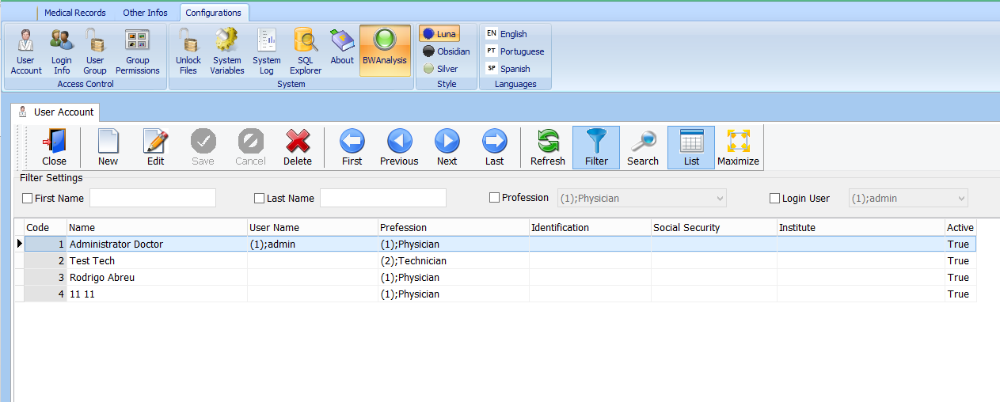 Medical Records Other Infos Configurations
User Account Login Info User Group Group Permissions Unlock Files System Variables System Log SQL Explorer About BWAnalysis Luna Obsidian Silver EN English PT Portuguese SP Spanish
Access Control System Style Languages
User Account
Close New Edit Save Cancel Delete First Previous Next Last Refresh Filter Search List Maximize
Filter Settings
First Name Last Name Profession (1);Physician Login User (1);admin
Code Name User Name Prefession Identification Social Security Institute Active
1 Administrator Doctor (1);admin (1);Physician True
2 Test Tech (2);Technician True
3 Rodrigo Abreu (1);Physician True
4 11 11 (1);Physician True